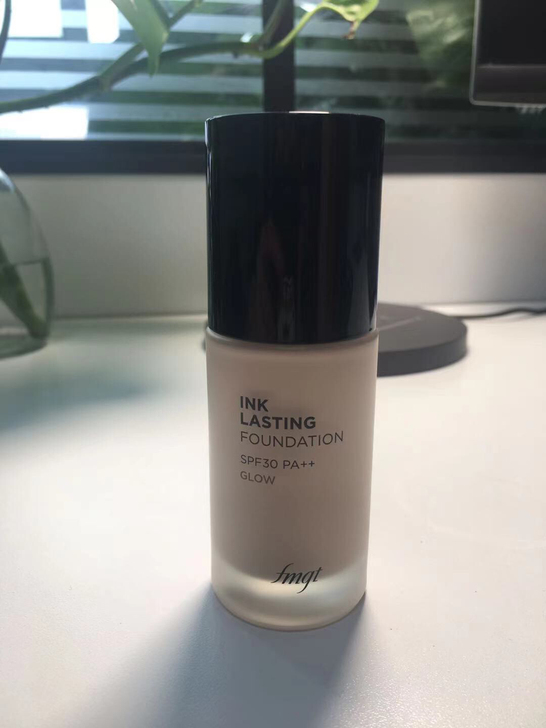 INK
LASTING
FOUNDATION
SPF30 PA++
GLOW
fmgt